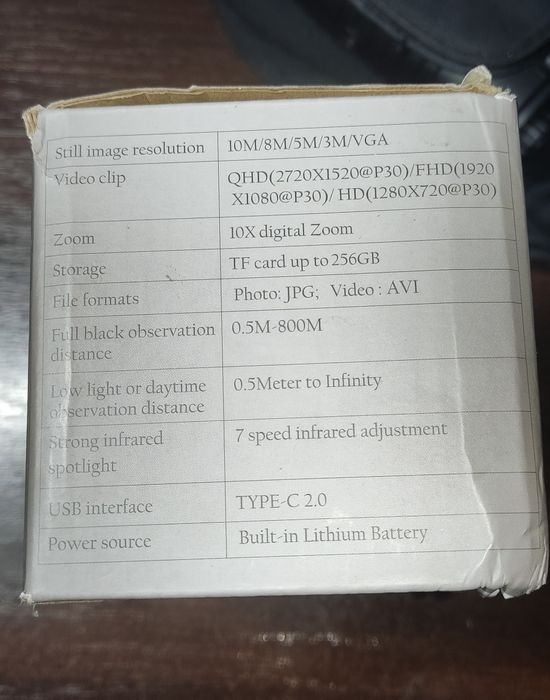 Still image resolution 10M/8M/5M/3M/VGA
Video clip QHD(2720X1520@P30)/FHD(1920
X1080@P30)/ HD(1280X720@P30)
Zoom 10X digital Zoom
Storage TF card up to 256GB
File formats Photo: JPG; Video : AVI
Full black observation 0.5M-800M
distance
Low light or daytime 0.5Meter to Infinity
observation distance
Strong infrared 7 speed infrared adjustment
spotlight
USB interface TYPE-C 2.0
Power source Built-in Lithium Battery